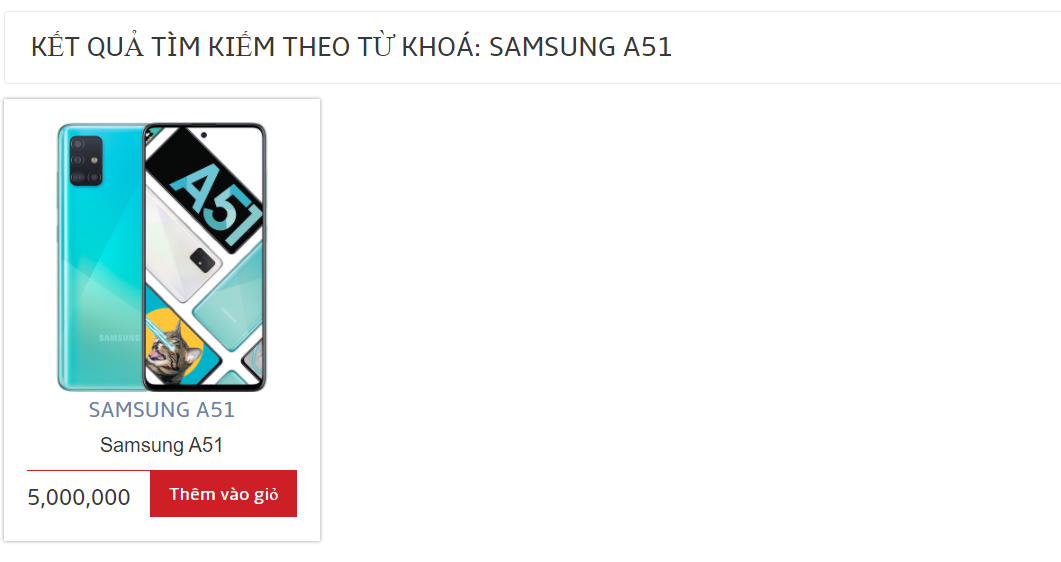 KẾT QUẢ TÌM KIẾM THEO TỪ KHOÁ: SAMSUNG A51
A51
SAMSUNG
SAMSUNG A51
Samsung A51
5,000,000
Thêm vào giỏ